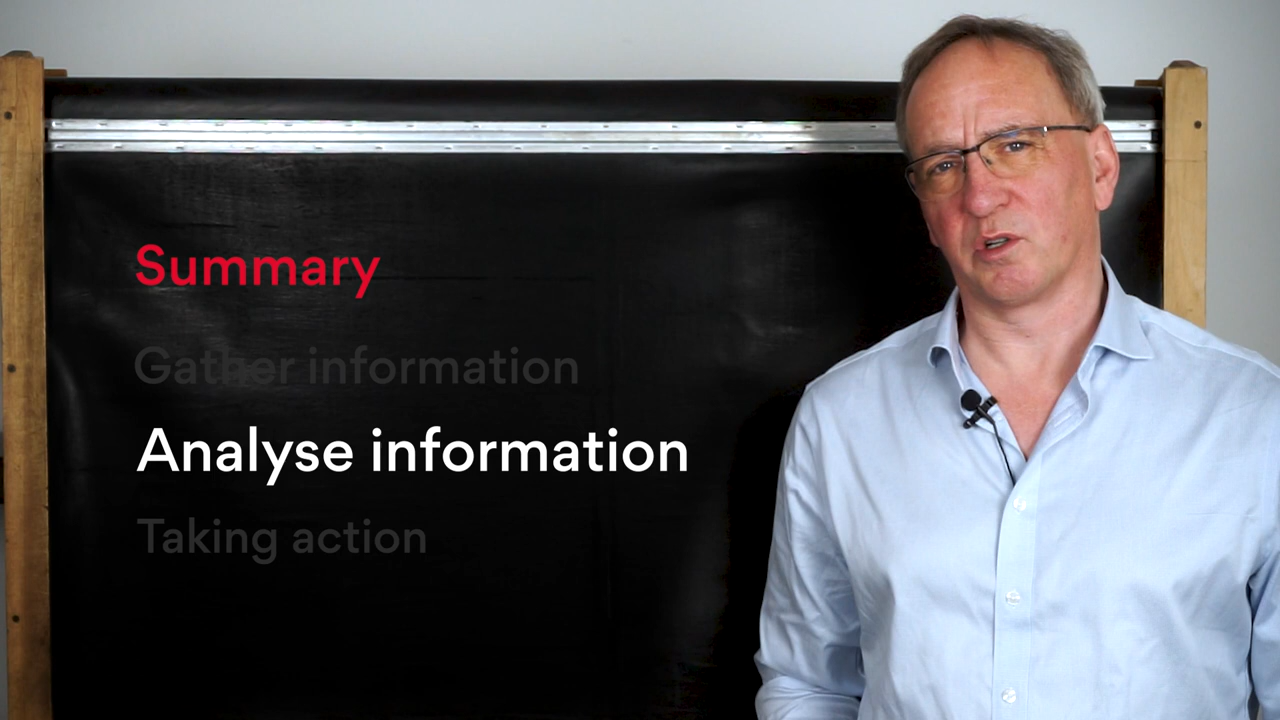 Summary
Gather information
Analyse information
Taking action